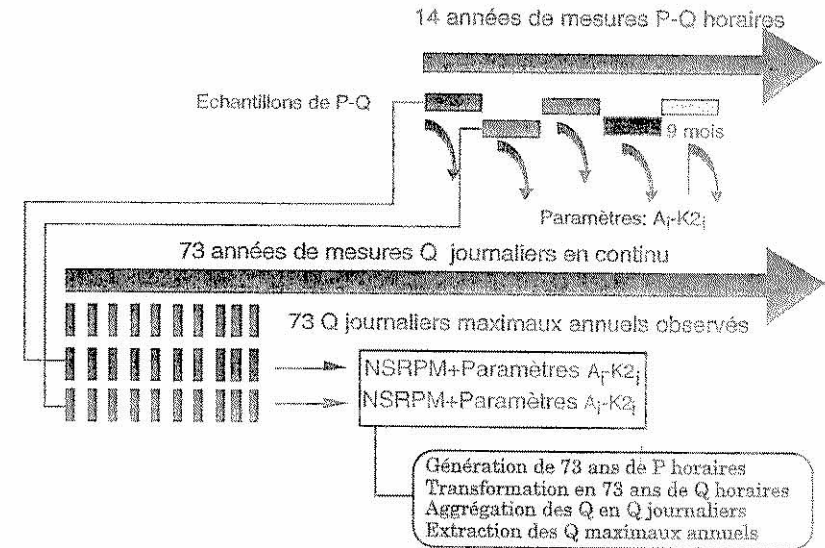 14 années de mesures P-Q horaires
Echantillons de P-Q
9 mois
Paramètres: Ai-K2i
73 années de mesures Q journaliers en continu
73 Q journaliers maximaux annuels observés
NSRPM+Paramètres Ai-K2i
NSRPM+Paramètres Ai-K2i
Génération de 73 ans de P horaires
Transformation en 73 ans de Q horaires
Aggrégation des Q en Q journaliers
Extraction des Q maximaux annuels